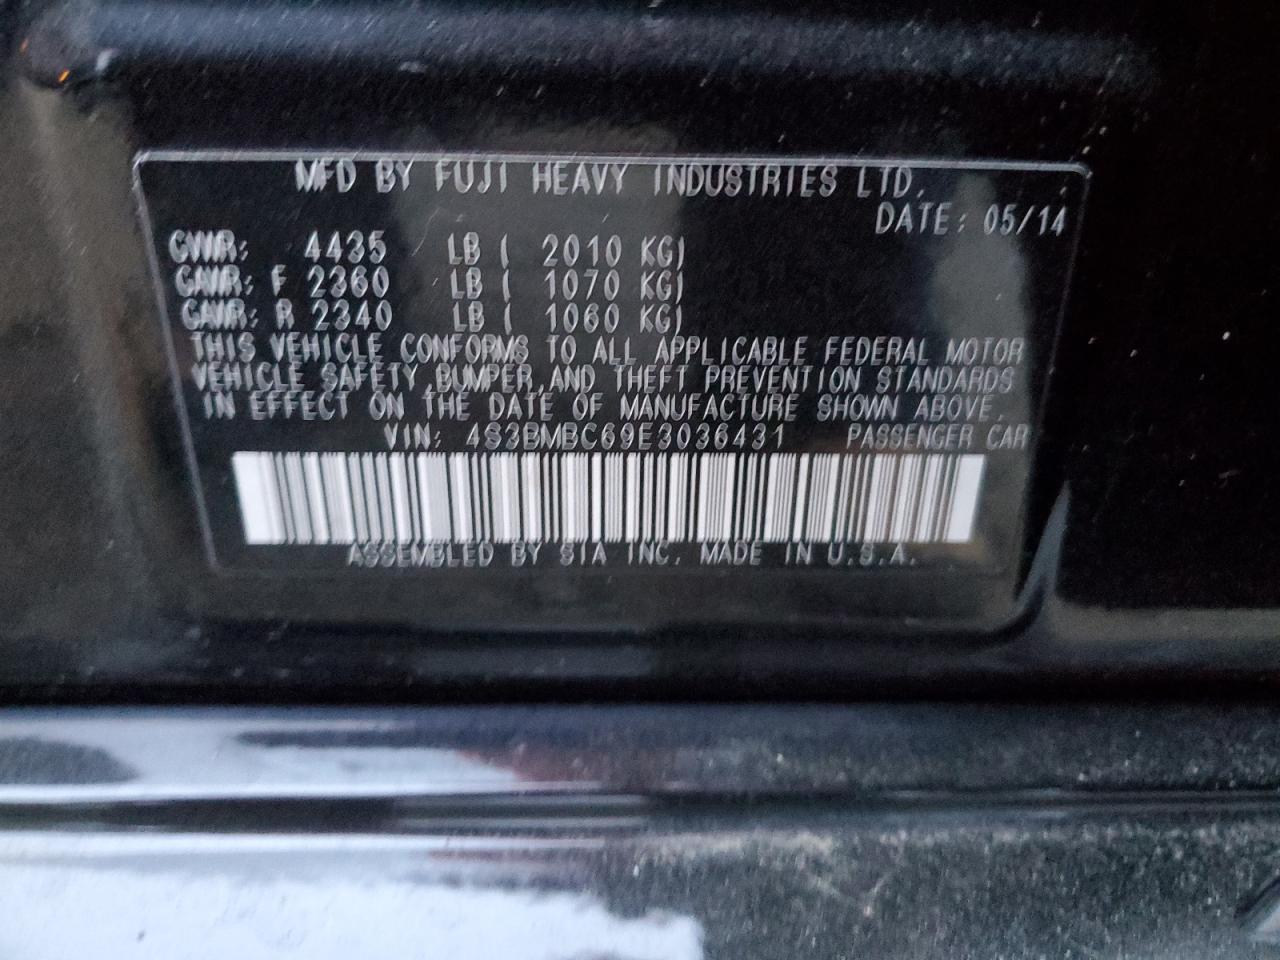 MFD BY FUJI HEAVY INDUSTRIES LTD.
DATE: 05/14
GVWR: 4435 LB ( 2010 KG)
GAWR: F 2360 LB ( 1070 KG)
GAWR: R 2340 LB ( 1060 KG)
THIS VEHICLE CONFORMS TO ALL APPLICABLE FEDERAL MOTOR
VEHICLE SAFETY,BUMPER,AND THEFT PREVENTION STANDARDS
IN EFFECT ON THE DATE OF MANUFACTURE SHOWN ABOVE.
VIN: 4S3BMBC69E3036431 PASSENGER CAR
ASSEMBLED BY SIA INC. MADE IN U.S.A.